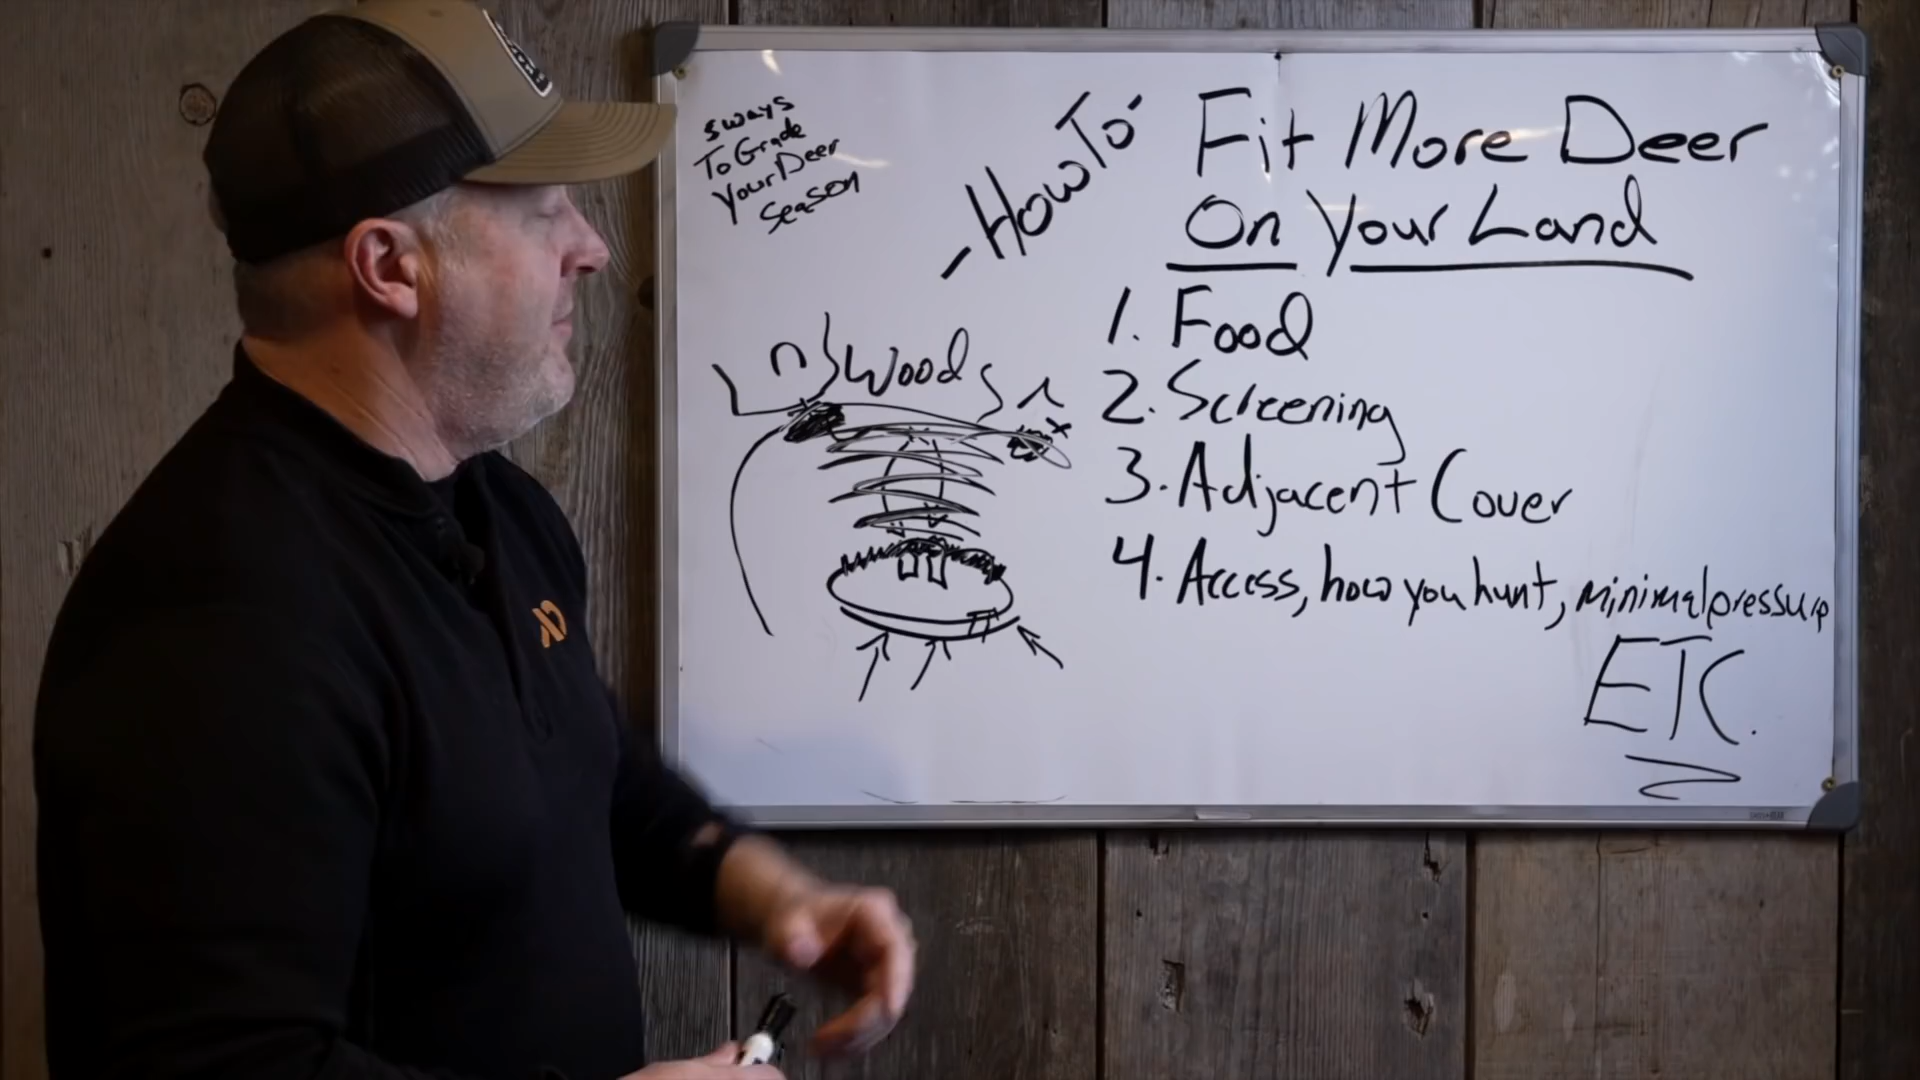 5 ways
To Grade
Your Deer
Season
- How To
Fit More Deer
On Your Land
Woods
1. Food
2. Screening
3. Adjacent Cover
4. Access, how you hunt, minimal pressure
ETC.